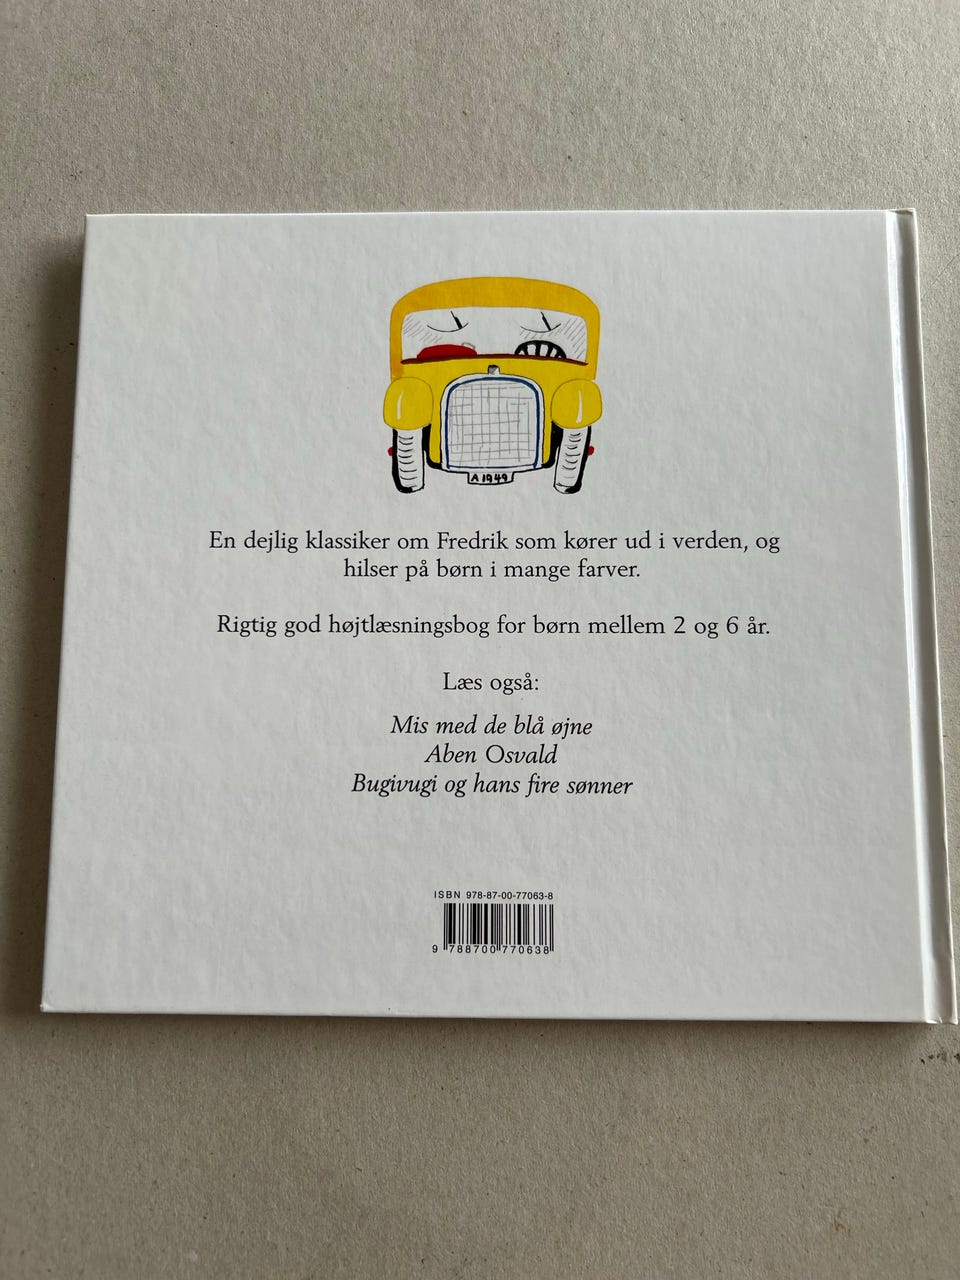 A 1949
En dejlig klassiker om Fredrik som kører ud i verden, og
hilser på børn i mange farver.
Rigtig god højtlæsningsbog for børn mellem 2 og 6 år.
Læs også:
Mis med de blå øjne
Aben Osvald
Bugivugi og hans fire sønner
ISBN 978-87-00-77063-8
9 788700 770638